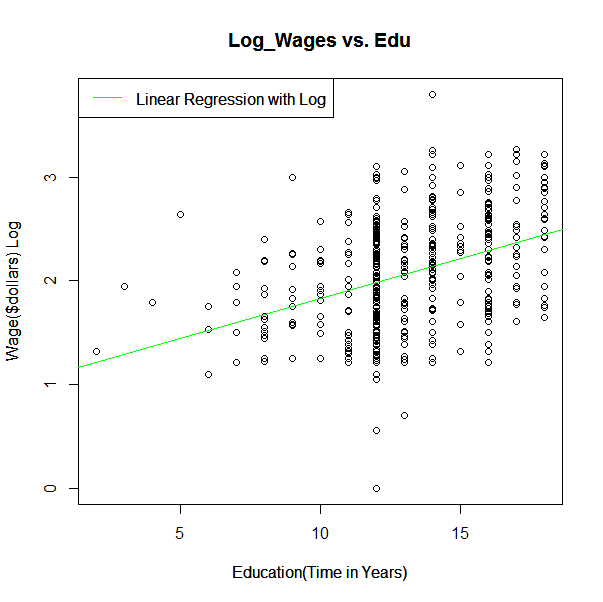 Log_Wages vs. Edu
Linear Regression with Log
Wage($dollars) Log
3
2
1
0
5 10 15
Education(Time in Years)